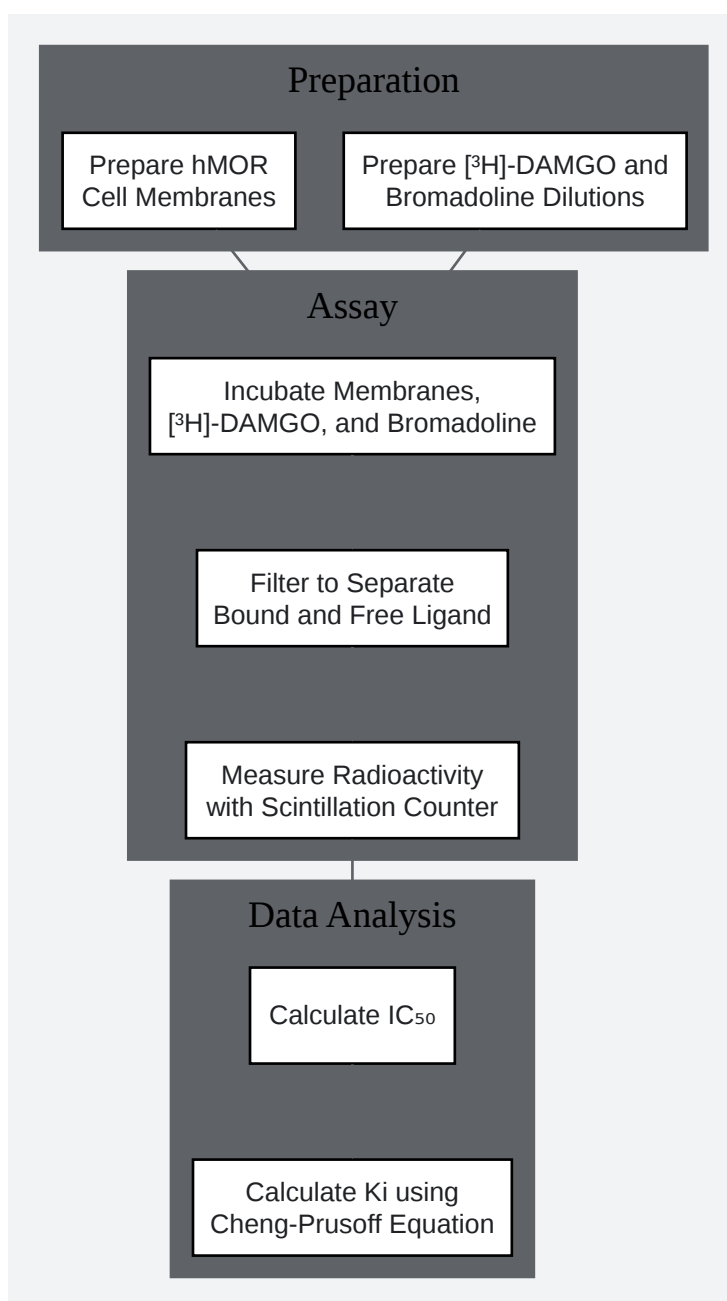 Preparation
Prepare hMOR
Cell Membranes
Prepare [³H]-DAMGO and
Bromadoline Dilutions
Assay
Incubate Membranes,
[³H]-DAMGO, and Bromadoline
Filter to Separate
Bound and Free Ligand
Measure Radioactivity
with Scintillation Counter
Data Analysis
Calculate IC₅₀
Calculate Ki using
Cheng-Prusoff Equation